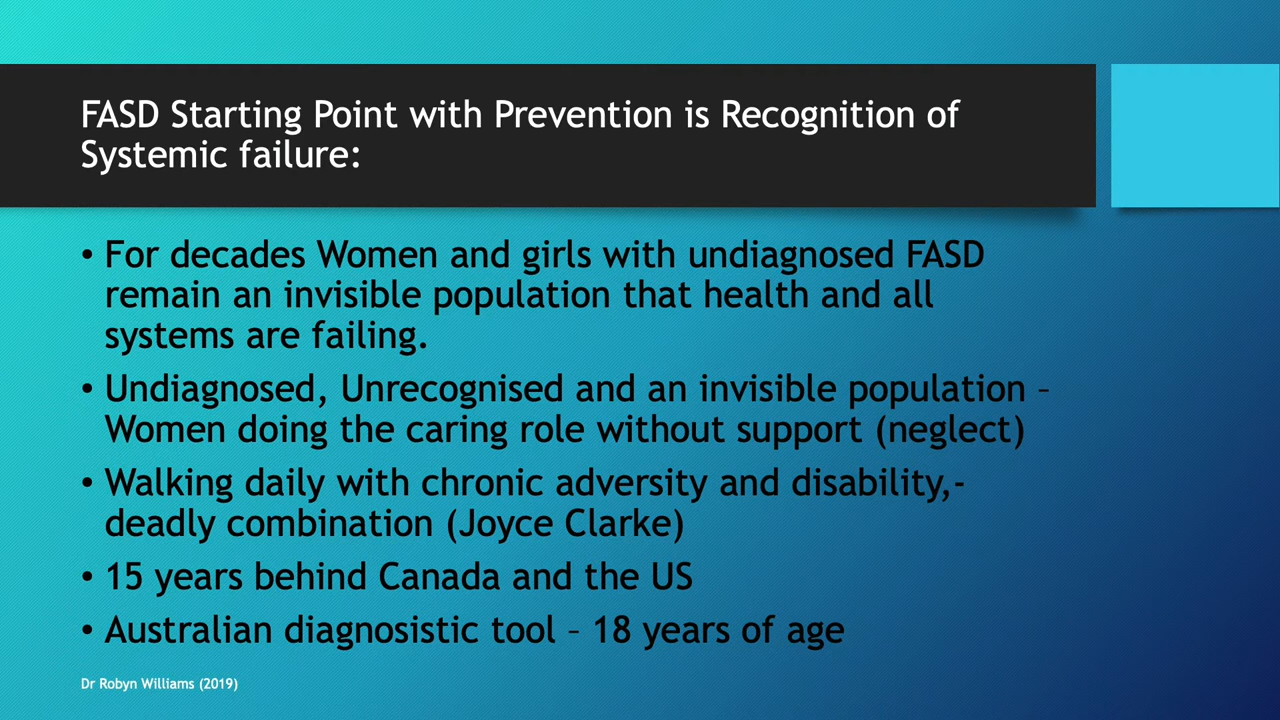 FASD Starting Point with Prevention is Recognition of
Systemic failure:
• For decades Women and girls with undiagnosed FASD
remain an invisible population that health and all
systems are failing.
• Undiagnosed, Unrecognised and an invisible population –
Women doing the caring role without support (neglect)
• Walking daily with chronic adversity and disability,-
deadly combination (Joyce Clarke)
• 15 years behind Canada and the US
• Australian diagnosistic tool – 18 years of age
Dr Robyn Williams (2019)